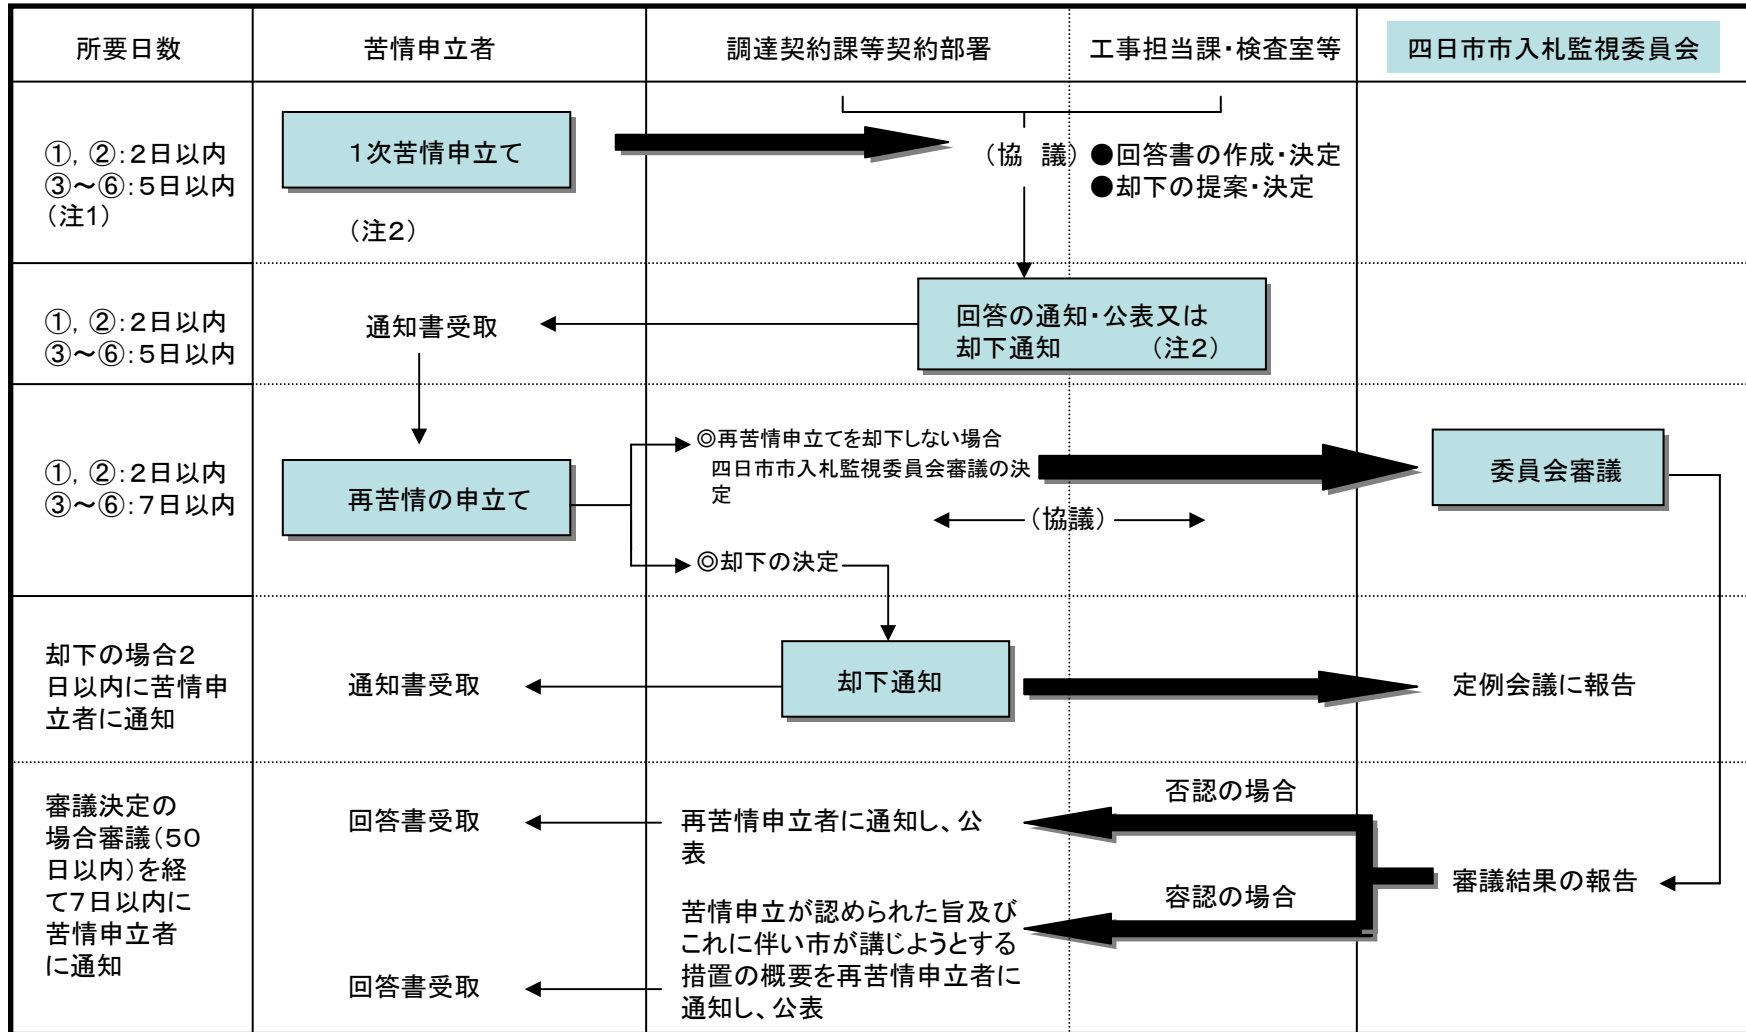 所要日数
苦情申立者
調達契約課等契約部署
工事担当課・検査室等
四日市市入札監視委員会
①，②：２日以内
③～⑥：５日以内
（注１）
１次苦情申立て
（注２）
（協　議）
●回答書の作成・決定
●却下の提案・決定
①，②：２日以内
③～⑥：５日以内
通知書受取
回答の通知・公表又は
却下通知　　　（注２）
①，②：２日以内
③～⑥：７日以内
再苦情の申立て
◎再苦情申立てを却下しない場合
四日市市入札監視委員会審議の決
定
（協議）
◎却下の決定
委員会審議
却下の場合２
日以内に苦情申
立者に通知
通知書受取
却下通知
定例会議に報告
審議決定の
場合審議（５０
日以内）を経
て７日以内に
苦情申立者
に通知
回答書受取
再苦情申立者に通知し、公
表
否認の場合
審議結果の報告
容認の場合
苦情申立が認められた旨及び
これに伴い市が講じようとする
措置の概要を再苦情申立者に
通知し、公表
回答書受取